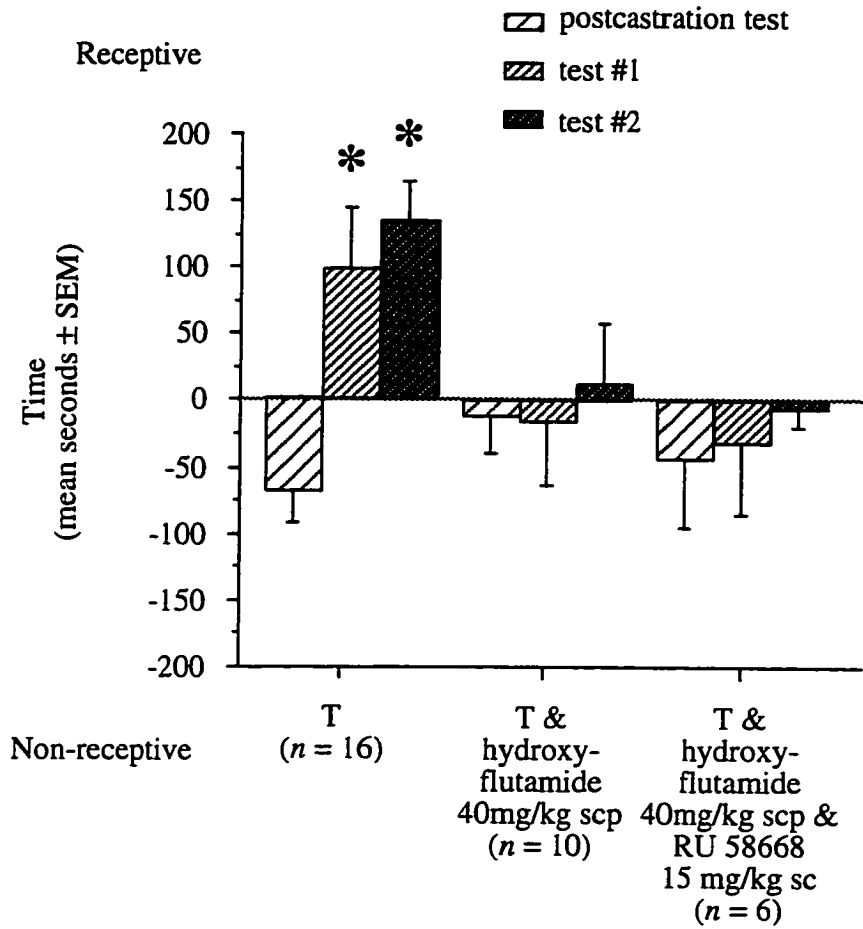 postcastration test
Receptive
test #1
test #2
200
150
100
50
0
-50
-100
-150
-200
Time
(mean seconds ± SEM)
*
*
Non-receptive
T
(n = 16)
T &
hydroxy-
flutamide
40mg/kg scp
(n = 10)
T &
hydroxy-
flutamide
40mg/kg scp &
RU 58668
15 mg/kg sc
(n = 6)